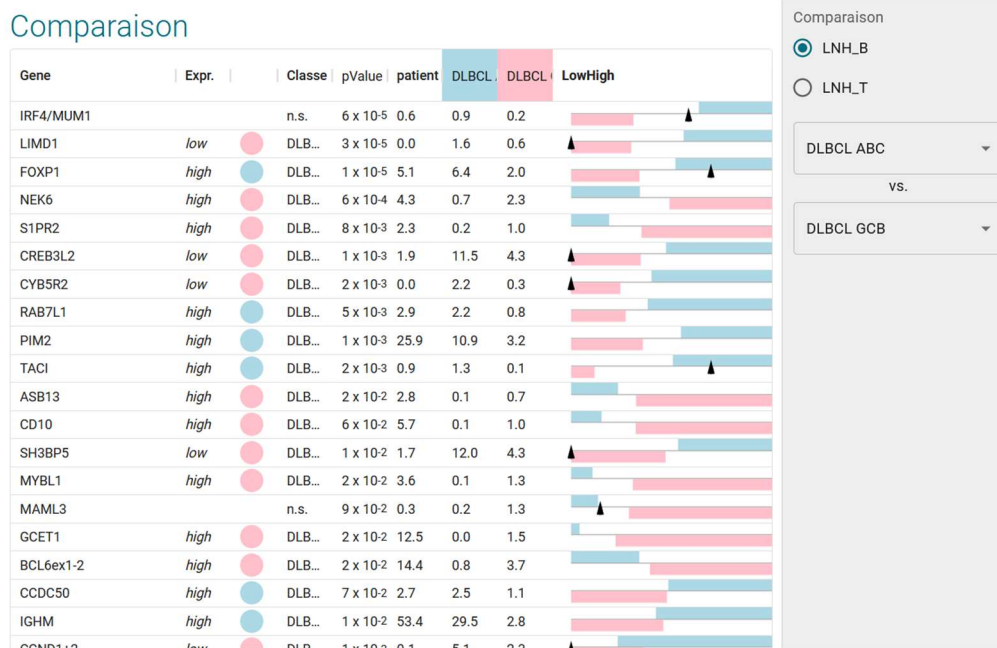 Comparaison
Comparaison
LNH_B
LNH_T
DLBCL ABC
vs.
DLBCL GCB
Gene Expr. Classe pValue patient DLBCL DLBCL LowHigh
IRF4/MUM1 n.s. 6 x 10-5 0.6 0.9 0.2
LIMD1 low DLB... 3 x 10-5 0.0 1.6 0.6
FOXP1 high DLB... 1 x 10-5 5.1 6.4 2.0
NEK6 high DLB... 6 x 10-4 4.3 0.7 2.3
S1PR2 high DLB... 8 x 10-3 2.3 0.2 1.0
CREB3L2 low DLB... 1 x 10-3 1.9 11.5 4.3
CYB5R2 low DLB... 2 x 10-3 0.0 2.2 0.3
RAB7L1 high DLB... 5 x 10-3 2.9 2.2 0.8
PIM2 high DLB... 1 x 10-3 25.9 10.9 3.2
TACI high DLB... 2 x 10-3 0.9 1.3 0.1
ASB13 high DLB... 2 x 10-2 2.8 0.1 0.7
CD10 high DLB... 6 x 10-2 5.7 0.1 1.0
SH3BP5 low DLB... 1 x 10-2 1.7 12.0 4.3
MYBL1 high DLB... 2 x 10-2 3.6 0.1 1.3
MAML3 n.s. 9 x 10-2 0.3 0.2 1.3
GCET1 high DLB... 2 x 10-2 12.5 0.0 1.5
BCL6ex1-2 high DLB... 2 x 10-2 14.4 0.8 3.7
CCDC50 high DLB... 7 x 10-2 2.7 2.5 1.1
IGHM high DLB... 1 x 10-2 53.4 29.5 2.8